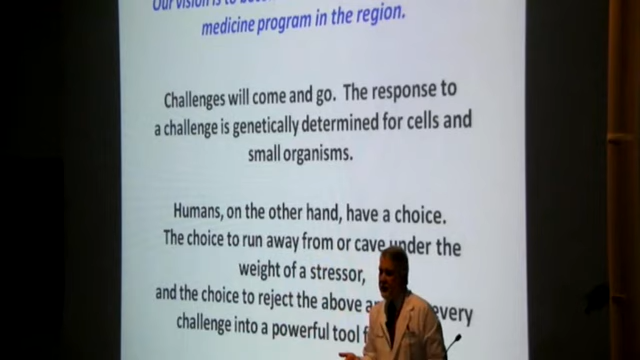 Our vision is to
medicine program in the region.
Challenges will come and go. The response to
a challenge is genetically determined for cells and
small organisms.
Humans, on the other hand, have a choice.
The choice to run away from or cave under the
weight of a stressor,
and the choice to reject the above every
challenge into a powerful tool